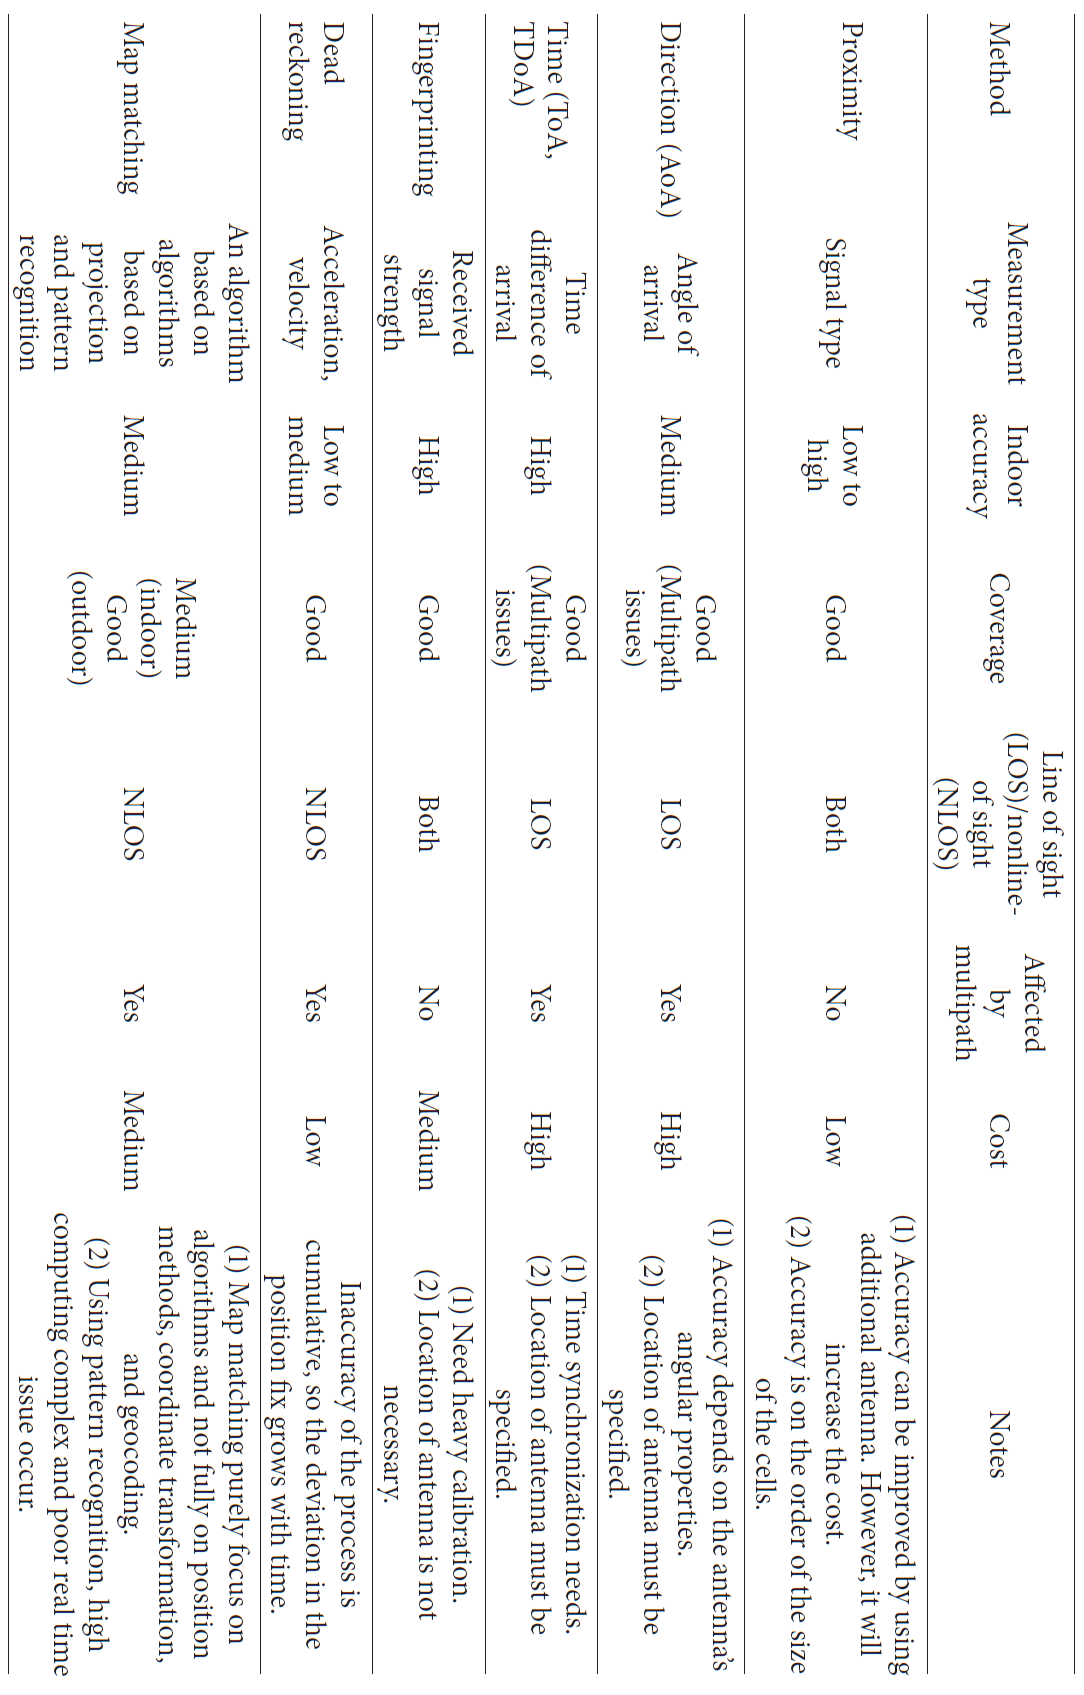 Method
Measurement
type
Indoor
accuracy
Coverage
Line of sight
(LOS)/nonline-
of sight
(NLOS)
Affected
by
multipath
Cost
Notes
Proximity
Signal type
Low to
high
Good
Both
No
Low
(1) Accuracy can be improved by using
additional antenna. However, it will
increase the cost.
(2) Accuracy is on the order of the size
of the cells.
Direction (AoA)
Angle of
arrival
Medium
Good
(Multipath
issues)
LOS
Yes
High
(1) Accuracy depends on the antenna's
angular properties.
(2) Location of antenna must be
specified.
Time (ToA,
TDoA)
Time
difference of
arrival
High
Good
(Multipath
issues)
LOS
Yes
High
(1) Time synchronization needs.
(2) Location of antenna must be
specified.
Fingerprinting
Received
signal
strength
High
Good
Both
No
Medium
(1) Need heavy calibration.
(2) Location of antenna is not
necessary.
Dead
reckoning
Acceleration,
velocity
Low to
medium
Good
NLOS
Yes
Low
Inaccuracy of the process is
cumulative, so the deviation in the
position fix grows with time.
Map matching
An algorithm
based on
algorithms
based on
projection
and pattern
recognition
Medium
Medium
(indoor)
Good
(outdoor)
NLOS
Yes
Medium
(1) Map matching purely focus on
algorithms and not fully on position
methods, coordinate transformation,
and geocoding.
(2) Using pattern recognition, high
computing complex and poor real time
issue occur.